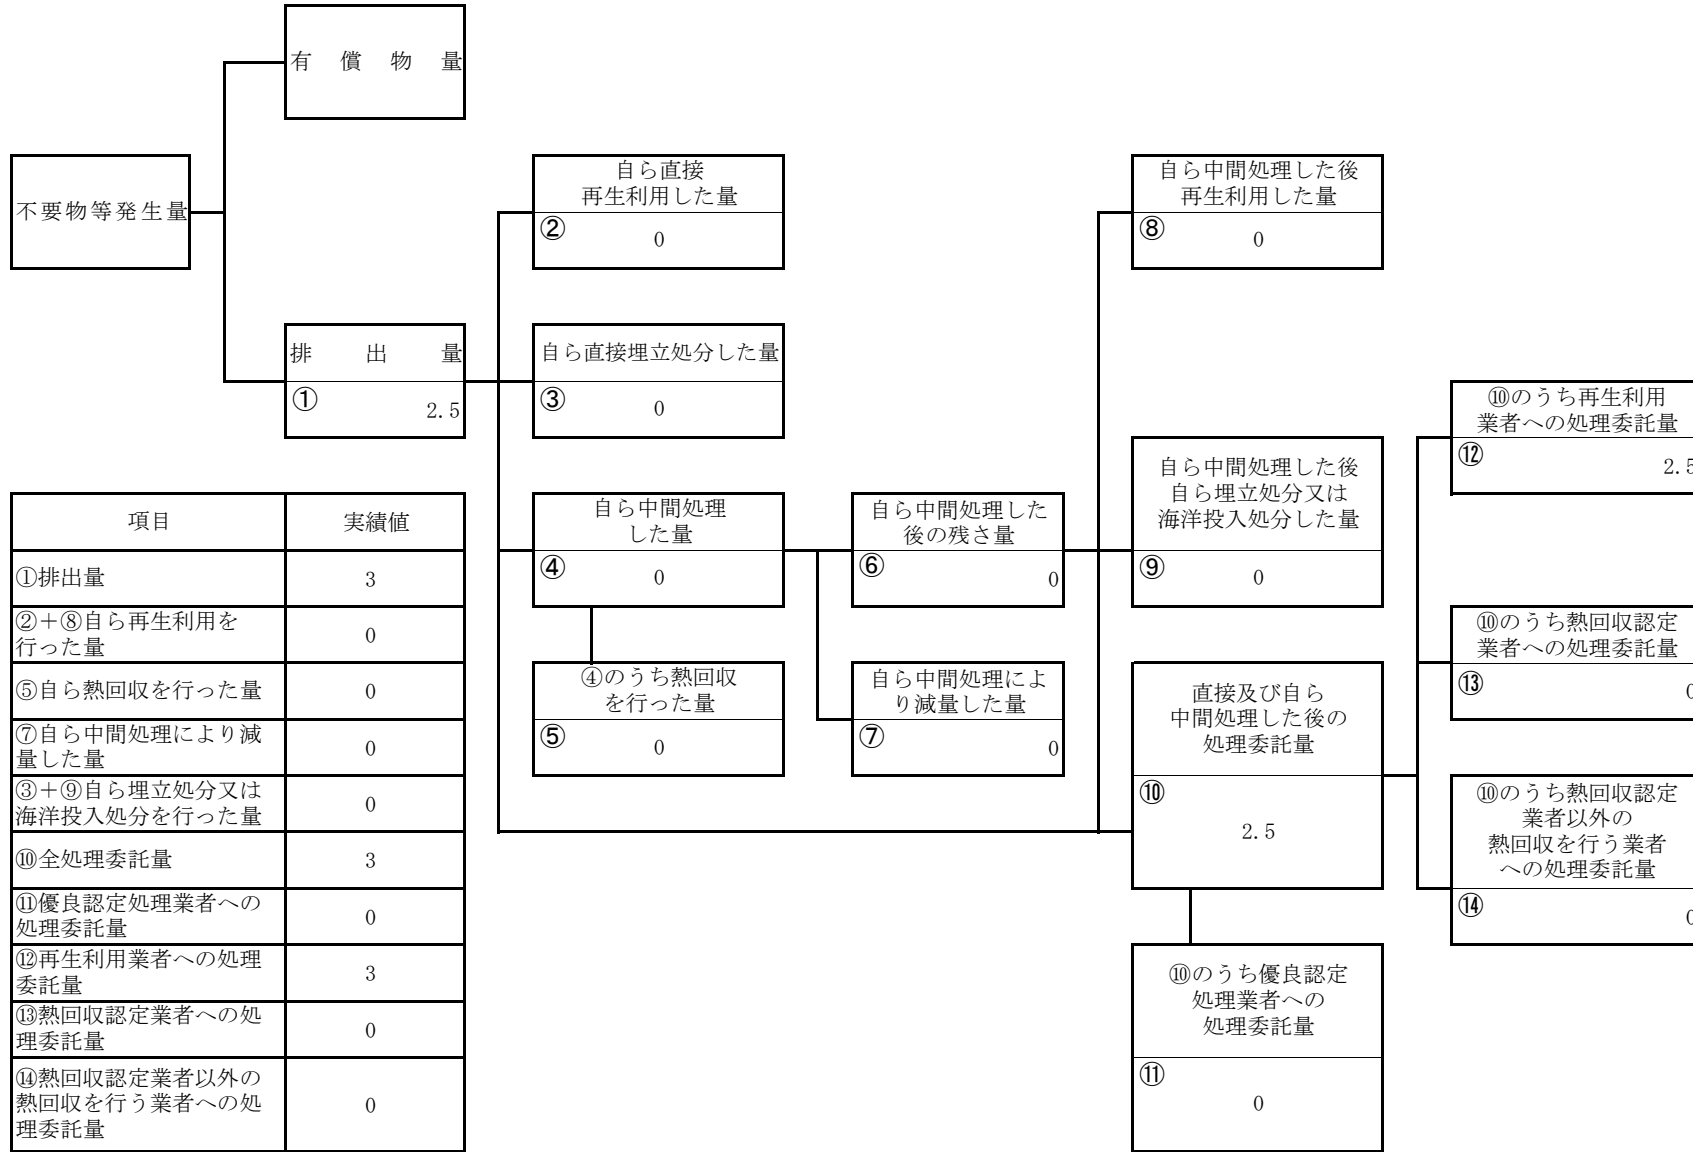 有償物量
不要物等発生量
排出量
①
2.5
自ら直接
再生利用した量
②
0
自ら直接埋立処分した量
③
0
自ら中間処理
した量
④
0
④のうち熱回収
を行った量
⑤
0
自ら中間処理した
後の残さ量
⑥
0
自ら中間処理によ
り減量した量
⑦
0
自ら中間処理した後
再生利用した量
⑧
0
自ら中間処理した後
自ら埋立処分又は
海洋投入処分した量
⑨
0
直接及び自ら
中間処理した後の
処理委託量
⑩
2.5
⑩のうち優良認定
処理業者への
処理委託量
⑪
0
⑩のうち再生利用
業者への処理委託量
⑫
2.5
⑩のうち熱回収認定
業者への処理委託量
⑬
0
⑩のうち熱回収認定
業者以外の
熱回収を行う業者
への処理委託量
⑭
0
項目 実績値
①排出量 3
②＋⑧自ら再生利用を
行った量 0
⑤自ら熱回収を行った量 0
⑦自ら中間処理により減
量した量 0
③＋⑨自ら埋立処分又は
海洋投入処分を行った量 0
⑩全処理委託量 3
⑪優良認定処理業者への
処理委託量 0
⑫再生利用業者への処理
委託量 3
⑬熱回収認定業者への処
理委託量 0
⑭熱回収認定業者以外の
熱回収を行う業者への処
理委託量 0